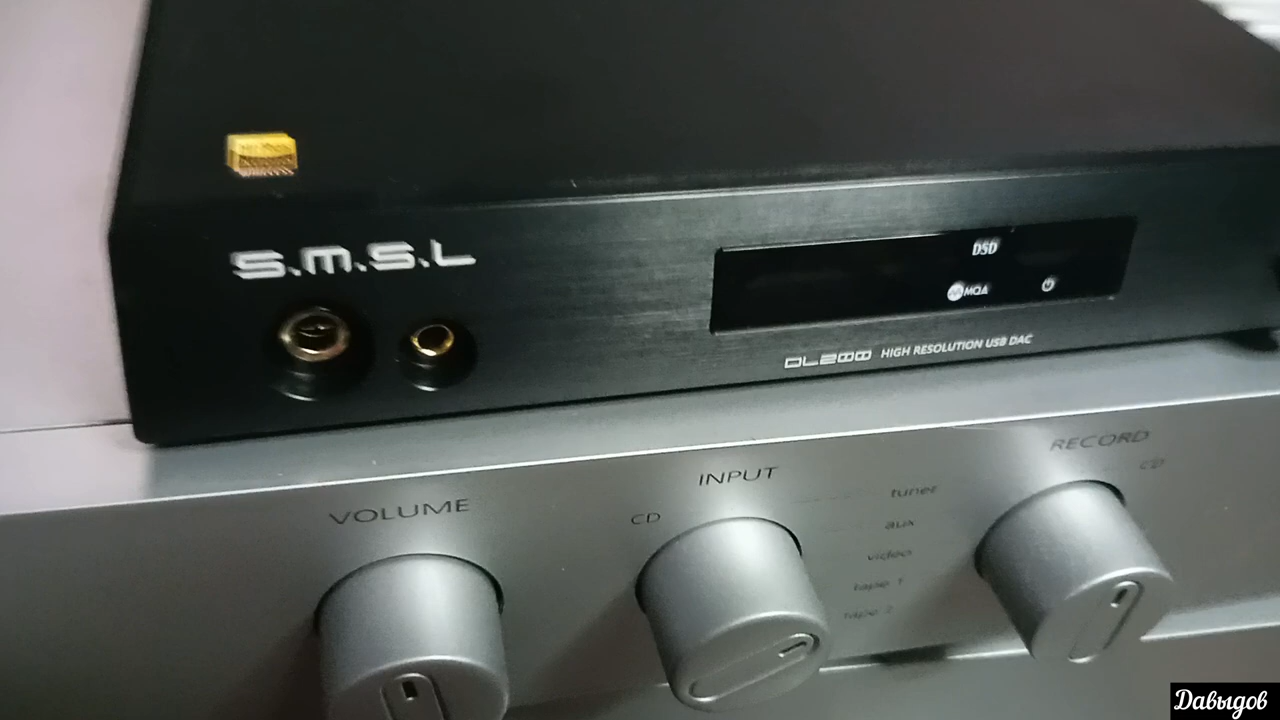 S.M.S.L
DSD
MQA
DL200 HIGH RESOLUTION USB DAC
VOLUME
INPUT
RECORD
CD
CD
tuner
aux
video
tape 1
tape 2
Давыдов